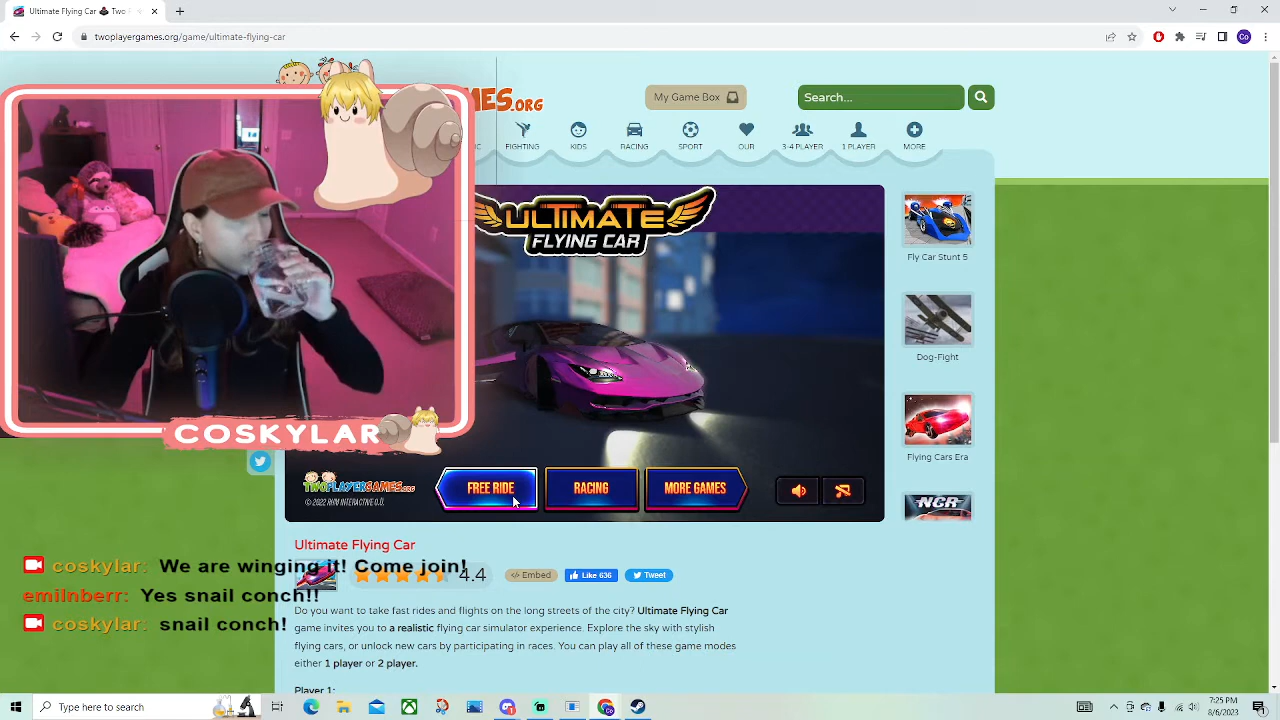 Ultimate Flying Car
twoplayergames.org/game/ultimate-flying-car
Co
MES.ORG
My Game Box
Search...
FIGHTING
KIDS
RACING
SPORT
OUR
3-4 PLAYER
1 PLAYER
MORE
ULTIMATE
FLYING CAR
Fly Car Stunt 5
Dog-Fight
Flying Cars Era
NCR
COSKYLAR
TWOPLAYERGAMES.ORG
FREE RIDE
RACING
MORE GAMES
Ultimate Flying Car
4.4
</> Embed
Like 636
Tweet
coskylar: We are winging it! Come join!
emilnberr: Yes snail conch!!
coskylar: snail conch!
Do you want to take fast rides and flights on the long streets of the city? Ultimate Flying Car
game invites you to a realistic flying car simulator experience. Explore the sky with stylish
flying cars, or unlock new cars by participating in races. You can play all of these game modes
either 1 player or 2 player.
Player 1:
Type here to search
7:25 PM
8/6/2023